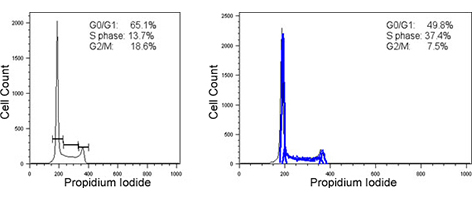 G0/G1: 65.1%
S phase: 13.7%
G2/M: 18.6%
Cell Count
2000
1500
1000
500
0
0 200 400 600 800 1000
Propidium Iodide
G0/G1: 49.8%
S phase: 37.4%
G2/M: 7.5%
Cell Count
2500
2000
1500
1000
500
0
0 200 400 600 800 1000
Propidium Iodide